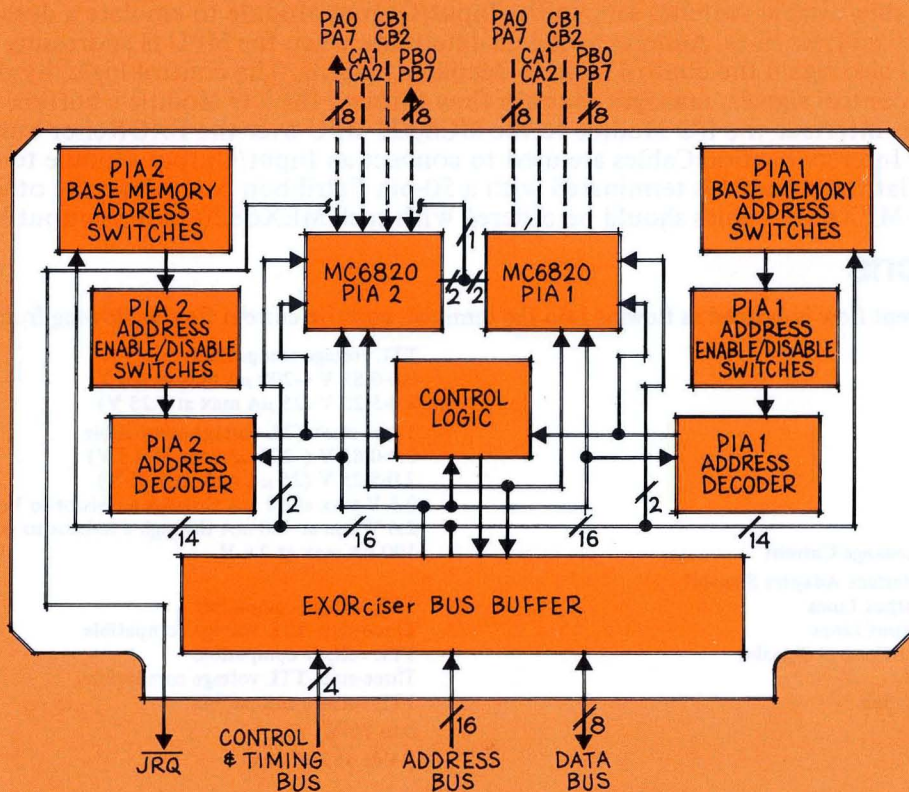 PA0
PA7
CA1
CA2
CB1
CB2
PB0
PB7
PA0
PA7
CA1
CA2
CB1
CB2
PB0
PB7
8
8
8
8
PIA 2
BASE MEMORY
ADDRESS
SWITCHES
1
PIA 1
BASE MEMORY
ADDRESS
SWITCHES
MC6820
PIA 2
2
2
MC6820
PIA 1
PIA 2
ADDRESS
ENABLE/DISABLE
SWITCHES
PIA 1
ADDRESS
ENABLE/DISABLE
SWITCHES
CONTROL
LOGIC
PIA 2
ADDRESS
DECODER
PIA 1
ADDRESS
DECODER
2
2
14
16
16
14
EXORciser BUS BUFFER
4
16
8
JRQ
CONTROL
& TIMING
BUS
ADDRESS
BUS
DATA
BUS